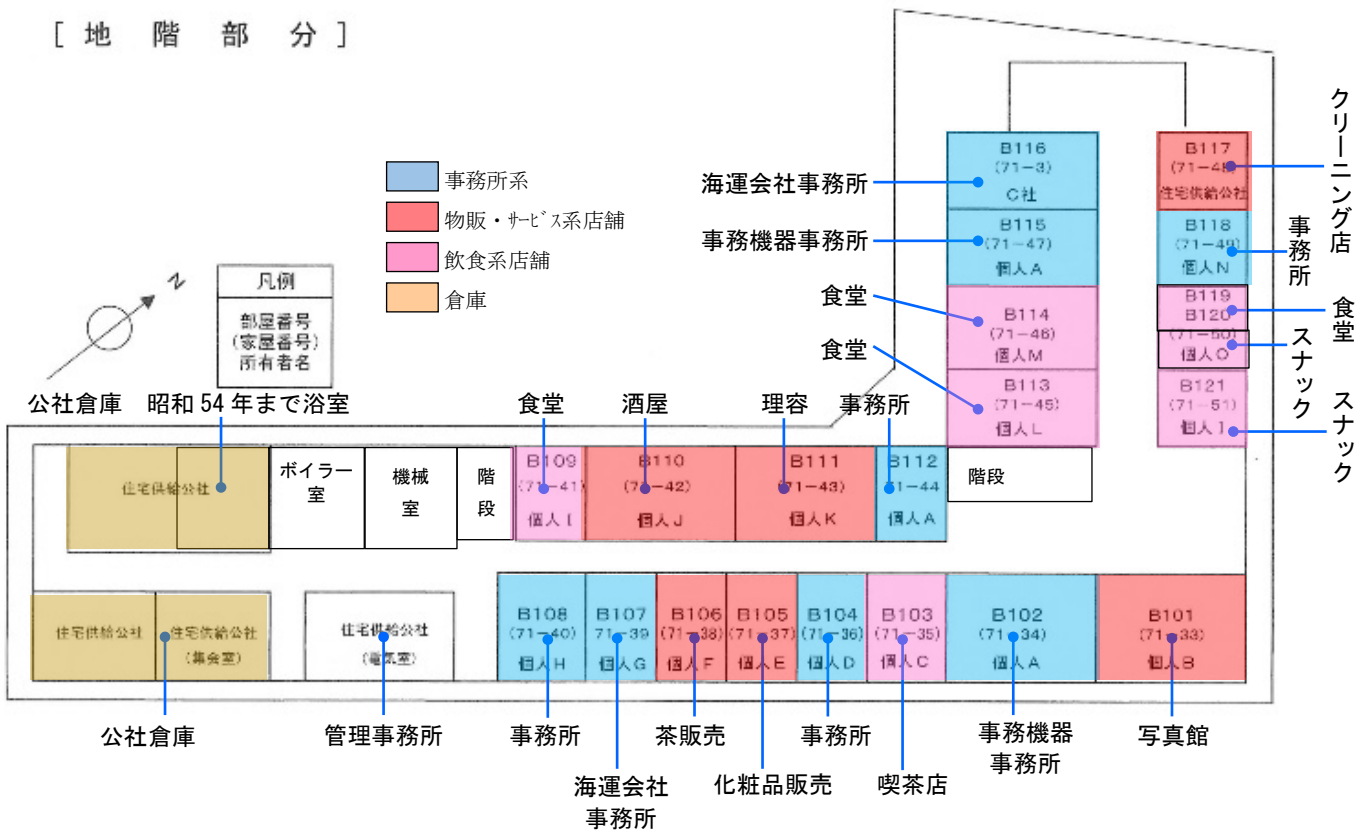 [ 地 階 部 分 ]
事務所系
物販・サービス系店舗
飲食系店舗
倉庫
N
凡例
部屋番号
(家屋番号)
所有者名
海運会社事務所
事務機器事務所
食堂
食堂
B116
(71-3)
C社
B115
(71-47)
個人A
B114
(71-46)
個人M
B113
(71-45)
個人L
B117
(71-48)
住宅供給公社
B118
(71-49)
個人N
B119
B120
(71-50)
個人O
B121
(71-51)
個人I
クリーニング店
事務所
食堂
スナック
スナック
公社倉庫
昭和54年まで浴室
食堂
酒屋
理容
事務所
住宅供給公社
ボイラー
室
機械
室
階
段
B109
(71-41)
個人I
B110
(71-42)
個人J
B111
(71-43)
個人K
B112
71-44
個人A
階段
住宅供給公社
住宅供給公社
(集会室)
住宅供給公社
(電気室)
B108
(71-40)
個人H
B107
71-39
個人G
B106
(71-38)
個人F
B105
(71-37)
個人E
B104
(71-36)
個人D
B103
(71-35)
個人C
B102
(71-34)
個人A
B101
(71-33)
個人B
公社倉庫
管理事務所
事務所
海運会社
事務所
茶販売
化粧品販売
事務所
喫茶店
事務機器
事務所
写真館